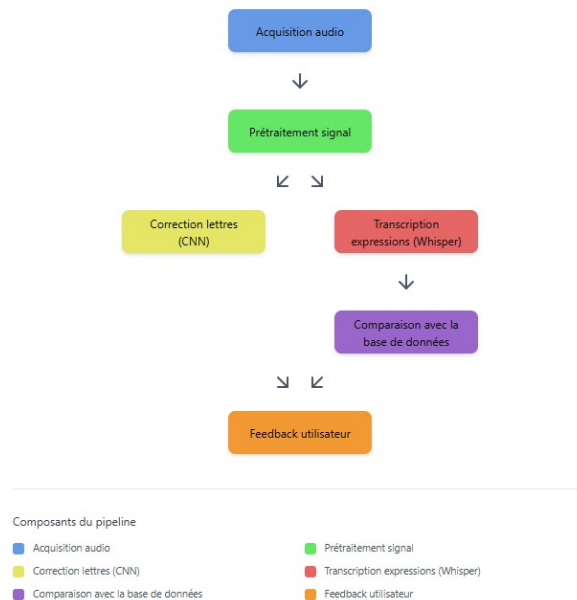 Acquisition audio
Prétraitement signal
Correction lettres
(CNN)
Transcription
expressions (Whisper)
Comparaison avec la
base de données
Feedback utilisateur
Composants du pipeline
Acquisition audio
Prétraitement signal
Correction lettres (CNN)
Transcription expressions (Whisper)
Comparaison avec la base de données
Feedback utilisateur